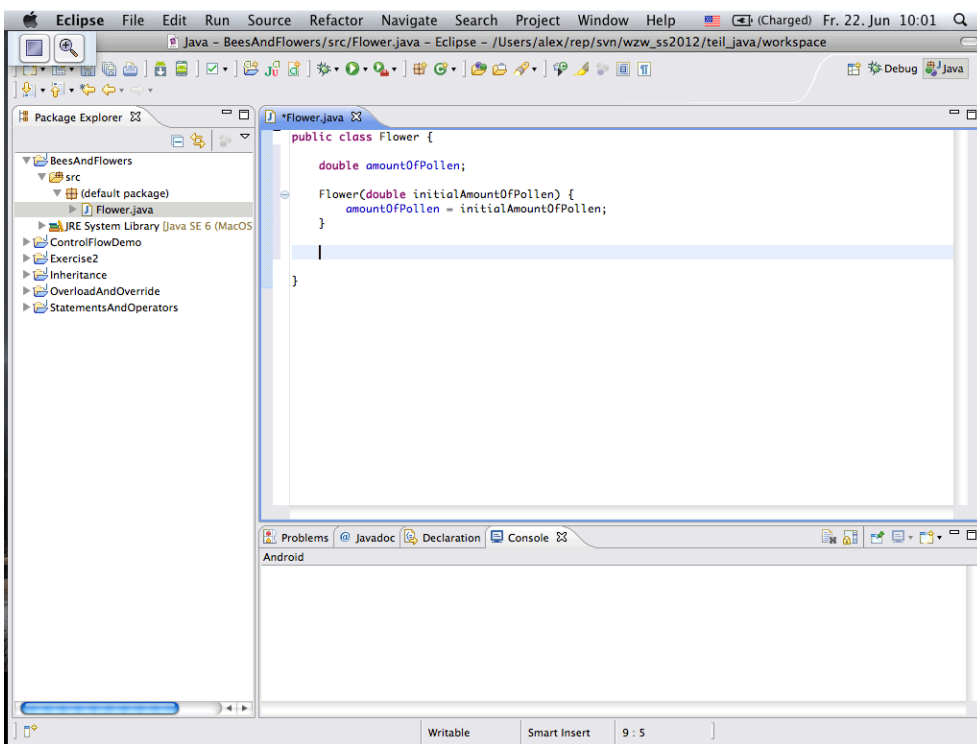 Eclipse File Edit Run Source Refactor Navigate Search Project Window Help (Charged) Fr. 22. Jun 10:01
Java – BeesAndFlowers/src/Flower.java – Eclipse – /Users/alex/rep/svn/wzw_ss2012/teil_java/workspace
Debug Java
Package Explorer
BeesAndFlowers
src
(default package)
Flower.java
JRE System Library [Java SE 6 (MacOS
ControlFlowDemo
Exercise2
Inheritance
OverloadAndOverride
StatementsAndOperators
*Flower.java
public class Flower {
double amountOfPollen;
Flower(double initialAmountOfPollen) {
amountOfPollen = initialAmountOfPollen;
}
}
Problems @ Javadoc Declaration Console
Android
Writable Smart Insert 9 : 5